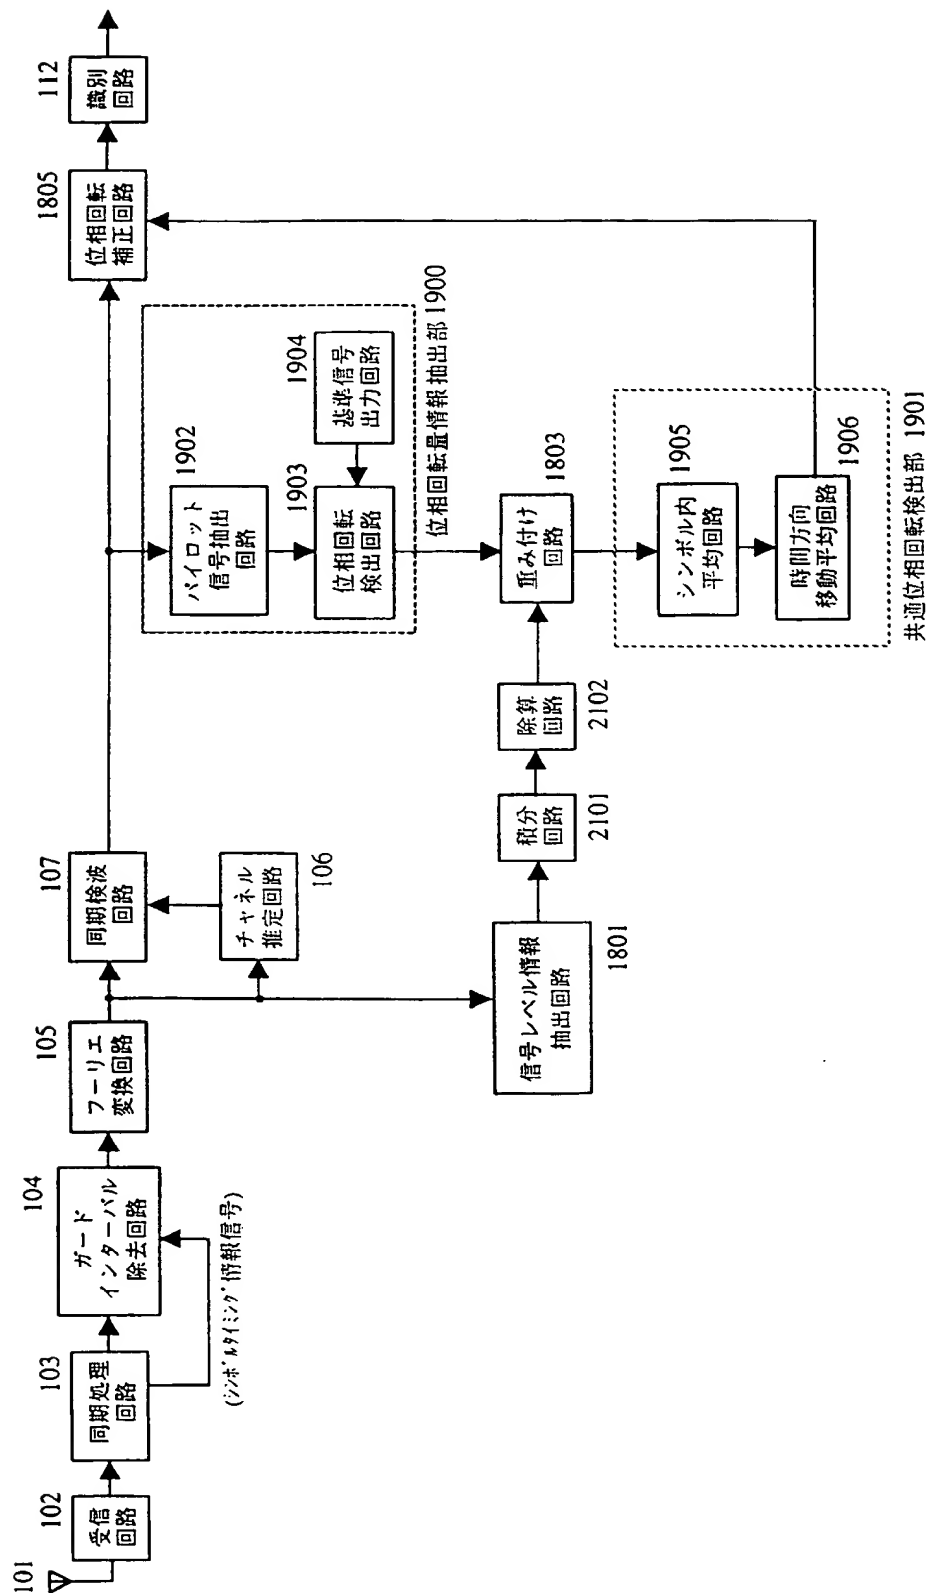 101
102
受信
回路
103
同期処理
回路
(シンボルタイミング情報信号)
104
ガード
インターバル
除去回路
105
フーリエ
変換回路
107
同期検波
回路
106
チャネル
推定回路
1805
位相回転
補正回路
112
識別
回路
1902
パイロット
信号抽出
回路
1903
位相回転
検出回路
1904
基準信号
出力回路
位相回転量情報抽出部 1900
1801
信号レベル情報
抽出回路
2101
積分
回路
2102
除算
回路
1803
重み付け
回路
1905
シンボル内
平均回路
1906
時間方向
移動平均回路
共通位相回転検出部 1901